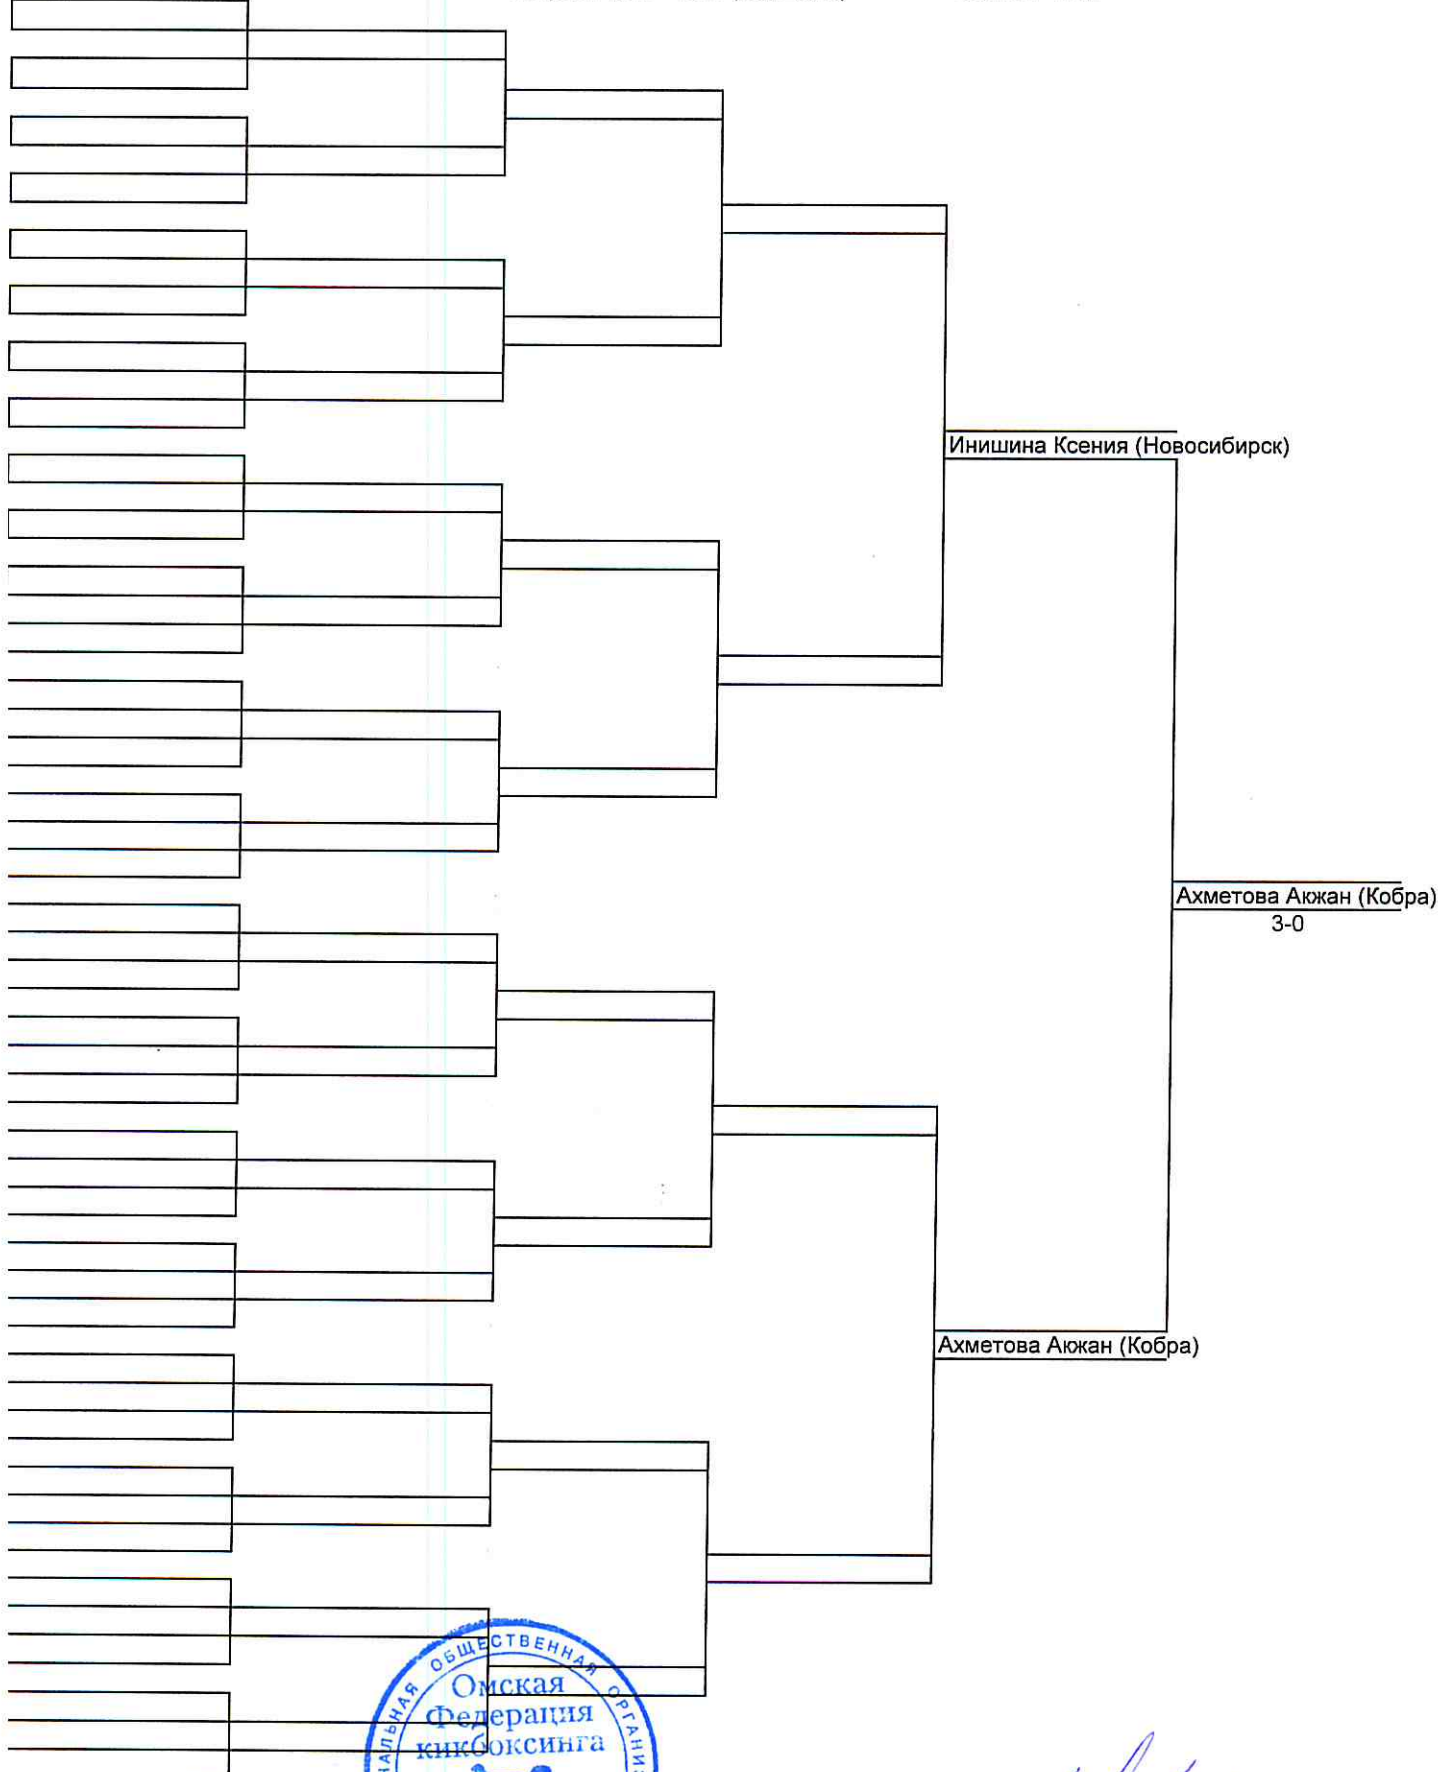 Инишина Ксения (Новосибирск)
Ахметова Акжан (Кобра)
3-0
Ахметова Акжан (Кобра)
ОБЩЕСТВЕННАЯ
Омская
Федерация
кикбоксинга